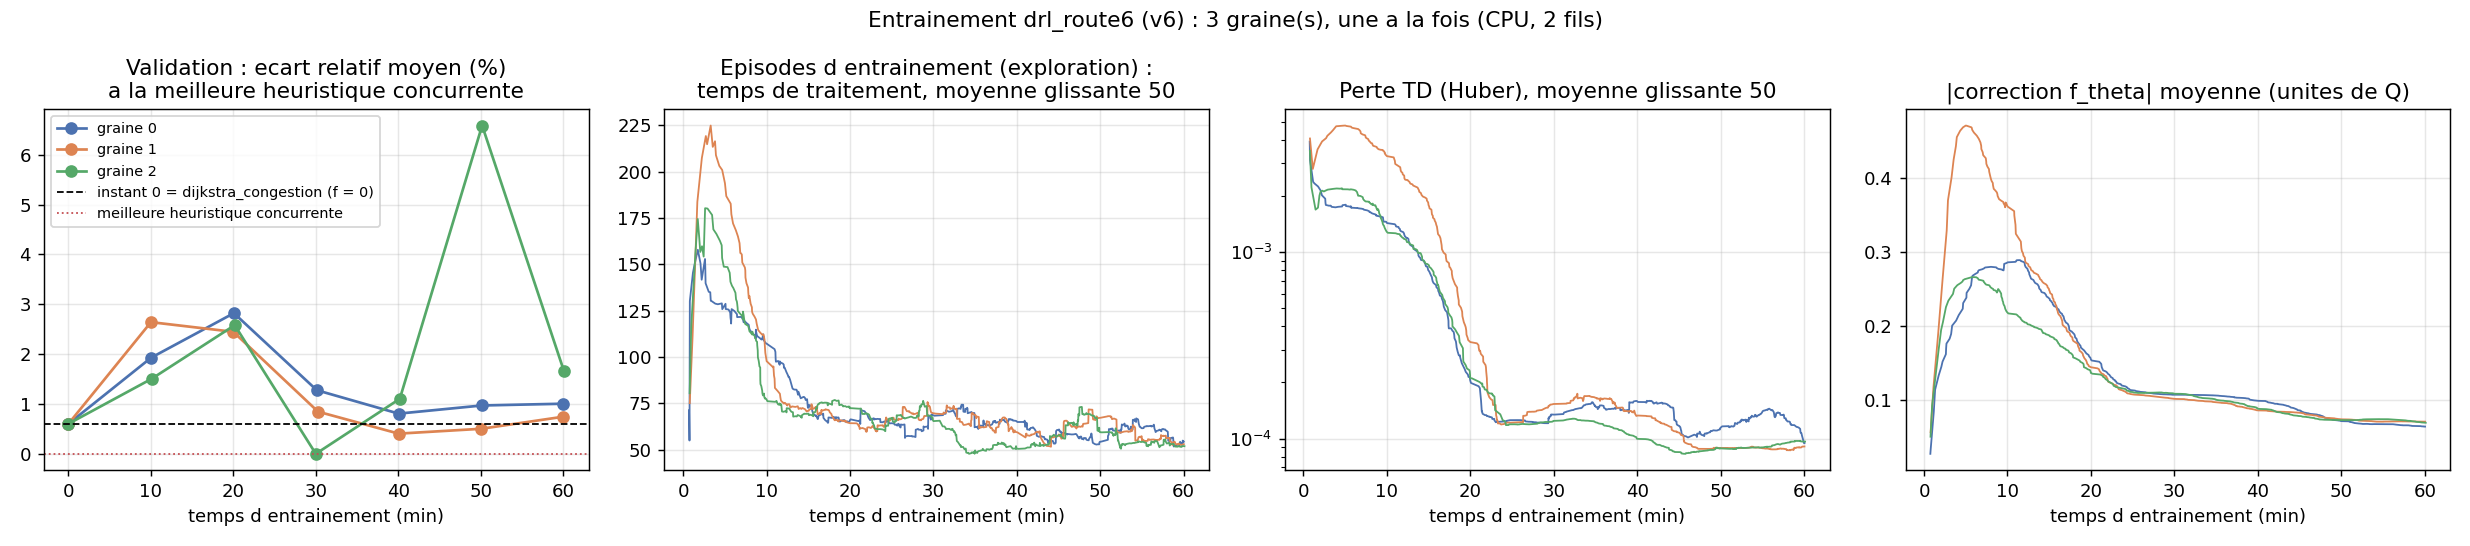 Entrainement drl_route6 (v6) : 3 graine(s), une a la fois (CPU, 2 fils)
Validation : ecart relatif moyen (%)
a la meilleure heuristique concurrente
6
5
4
3
2
1
0
graine 0
graine 1
graine 2
instant 0 = dijkstra_congestion (f = 0)
meilleure heuristique concurrente
0 10 20 30 40 50 60
temps d entrainement (min)
Episodes d entrainement (exploration) :
temps de traitement, moyenne glissante 50
225
200
175
150
125
100
75
50
0 10 20 30 40 50 60
temps d entrainement (min)
Perte TD (Huber), moyenne glissante 50
10⁻³
10⁻⁴
0 10 20 30 40 50 60
temps d entrainement (min)
|correction f_theta| moyenne (unites de Q)
0.4
0.3
0.2
0.1
0 10 20 30 40 50 60
temps d entrainement (min)